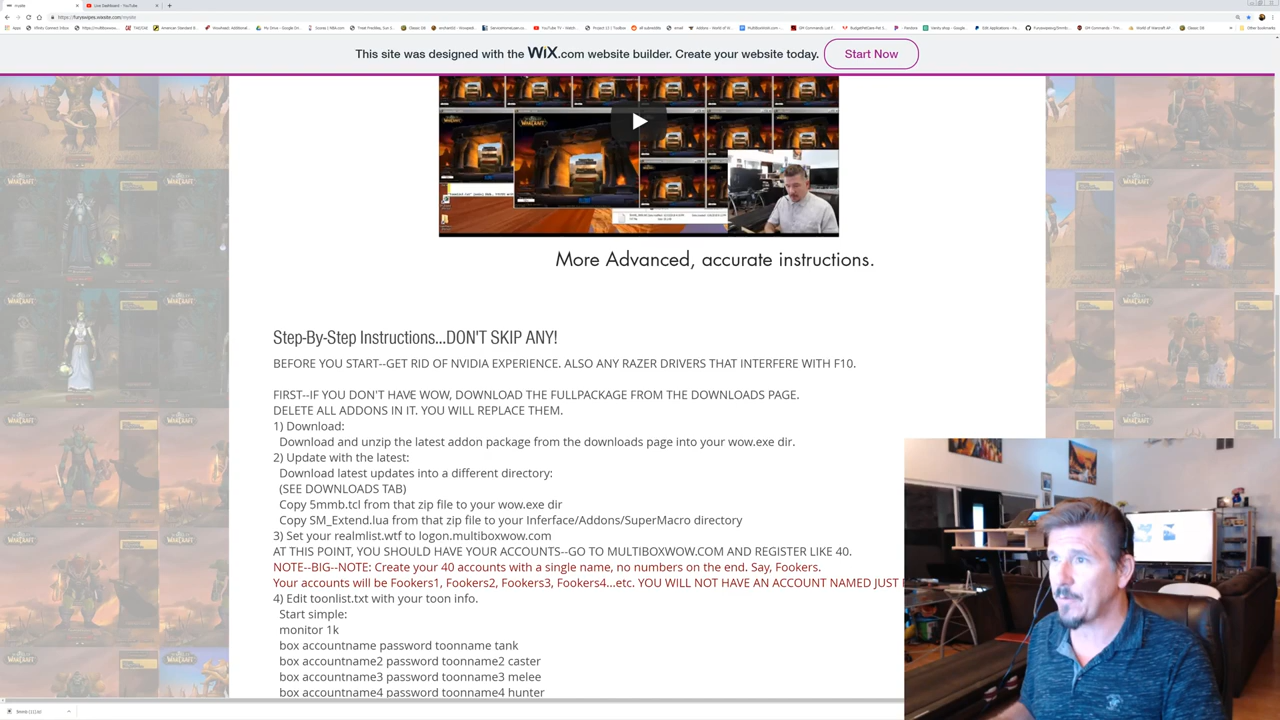 mysite
Live Dashboard - YouTube
https://furyswipes.wixsite.com/mysite
Apps
This site was designed with the WiX.com website builder. Create your website today.
Start Now
More Advanced, accurate instructions.
Step-By-Step Instructions...DON'T SKIP ANY!
BEFORE YOU START--GET RID OF NVIDIA EXPERIENCE. ALSO ANY RAZER DRIVERS THAT INTERFERE WITH F10.
FIRST--IF YOU DON'T HAVE WOW, DOWNLOAD THE FULLPACKAGE FROM THE DOWNLOADS PAGE.
DELETE ALL ADDONS IN IT. YOU WILL REPLACE THEM.
1) Download:
Download and unzip the latest addon package from the downloads page into your wow.exe dir.
2) Update with the latest:
Download latest updates into a different directory:
(SEE DOWNLOADS TAB)
Copy 5mmb.tcl from that zip file to your wow.exe dir
Copy SM_Extend.lua from that zip file to your Inferface/Addons/SuperMacro directory
3) Set your realmlist.wtf to logon.multiboxwow.com
AT THIS POINT, YOU SHOULD HAVE YOUR ACCOUNTS--GO TO MULTIBOXWOW.COM AND REGISTER LIKE 40.
NOTE--BIG--NOTE: Create your 40 accounts with a single name, no numbers on the end. Say, Fookers.
Your accounts will be Fookers1, Fookers2, Fookers3, Fookers4...etc. YOU WILL NOT HAVE AN ACCOUNT NAMED JUST
4) Edit toonlist.txt with your toon info.
Start simple:
monitor 1k
box accountname password toonname tank
box accountname2 password toonname2 caster
box accountname3 password toonname3 melee
box accountname4 password toonname4 hunter